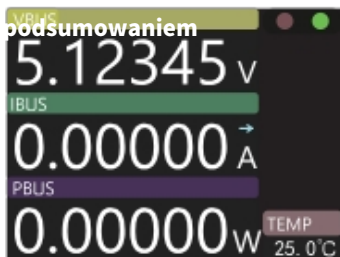 VBUS
podsumowaniem
5.12345 V
IBUS
0.00000 A
PBUS
0.00000 W
TEMP
25.0°C